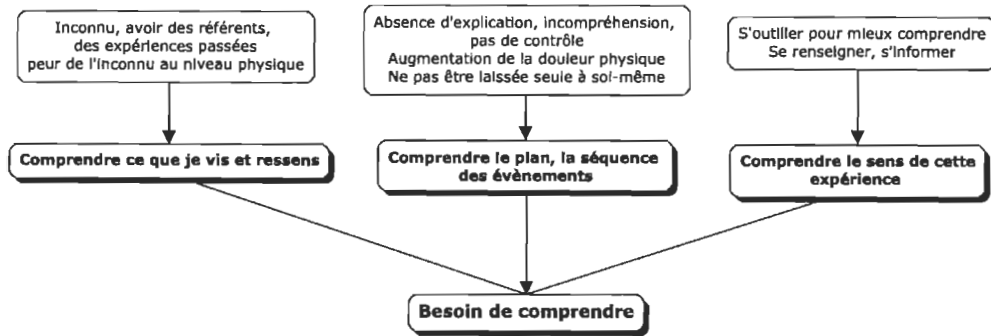 Inconnu, avoir des référents,
des expériences passées
peur de l'inconnu au niveau physique
Absence d'explication, incompréhension,
pas de contrôle
Augmentation de la douleur physique
Ne pas être laissée seule à soi-même
S'outiller pour mieux comprendre
Se renseigner, s'informer
Comprendre ce que je vis et ressens
Comprendre le plan, la séquence
des évènements
Comprendre le sens de cette
expérience
Besoin de comprendre